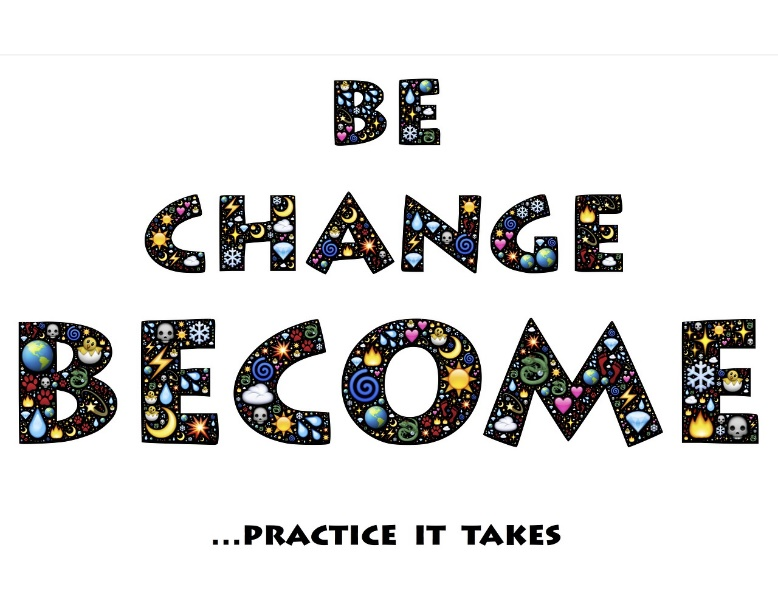 BE
CHANGE
BECOME
...PRACTICE IT TAKES